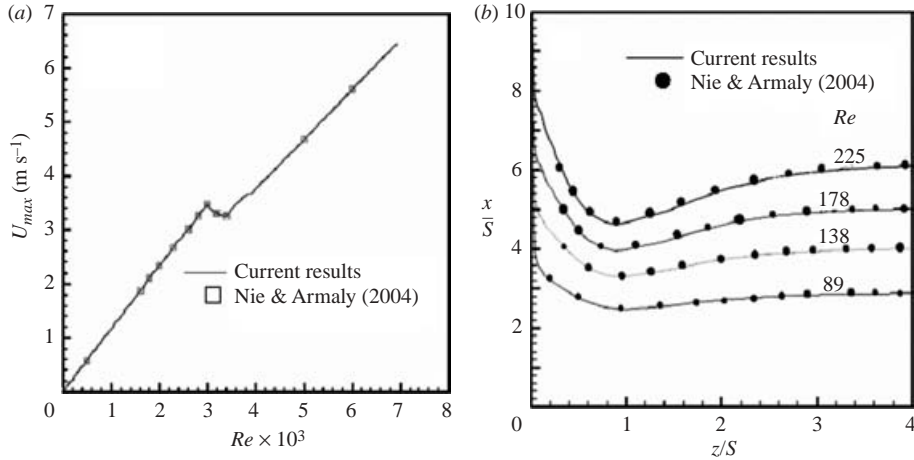 (a)
7
6
5
4
3
2
1
0
1 2 3 4 5 6 7 8
U_max (m s⁻¹)
Re × 10³
Current results
Nie & Armaly (2004)
(b)
10
8
6
4
2
0
1 2 3 4
x
S
z/S
Current results
Nie & Armaly (2004)
Re
225
178
138
89